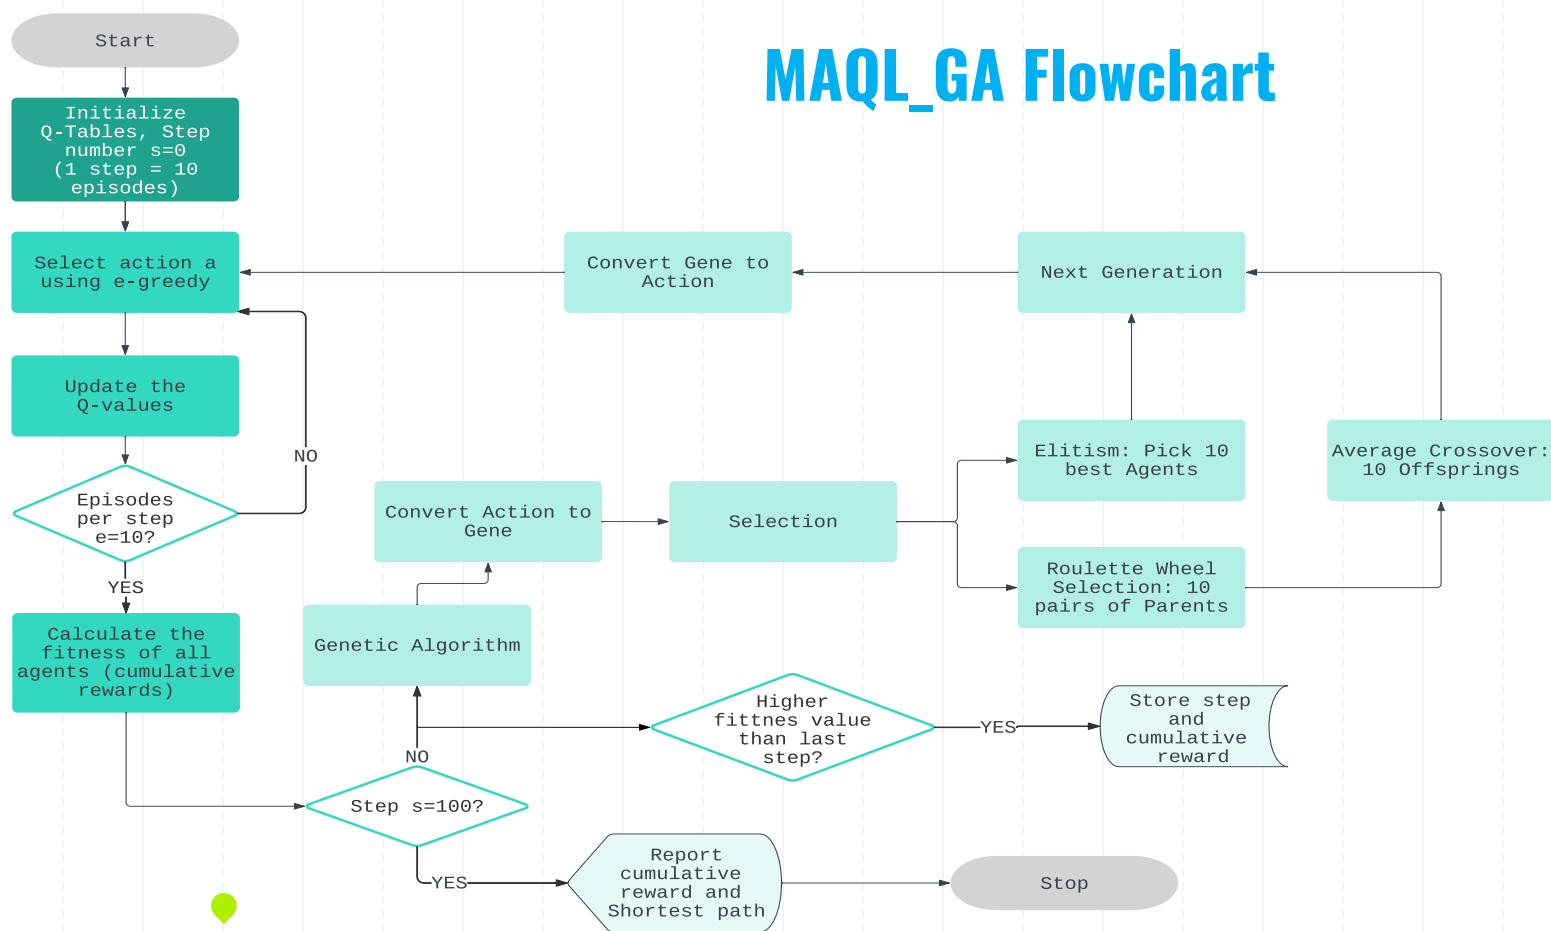 Start
MAQL_GA Flowchart
Initialize
Q-Tables, Step
number s=0
(1 step = 10
episodes)
Select action a
using e-greedy
Convert Gene to
Action
Next Generation
Update the
Q-values
NO
Episodes
per step
e=10?
YES
Convert Action to
Gene
Selection
Elitism: Pick 10
best Agents
Average Crossover:
10 Offsprings
Roulette Wheel
Selection: 10
pairs of Parents
Calculate the
fitness of all
agents (cumulative
rewards)
Genetic Algorithm
Higher
fittnes value
than last
step?
YES
Store step
and
cumulative
reward
NO
Step s=100?
YES
Report
cumulative
reward and
Shortest path
Stop